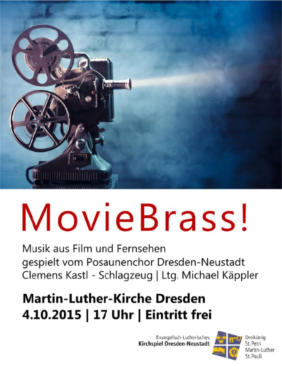 MovieBrass!
Musik aus Film und Fernsehen
gespielt vom Posaunenchor Dresden-Neustadt
Clemens Kastl - Schlagzeug | Ltg. Michael Käppler
Martin-Luther-Kirche Dresden
4.10.2015 | 17 Uhr | Eintritt frei
Evangelisch-Lutherisches
Kirchspiel Dresden-Neustadt
Dreikönig
St. Petri
Martin-Luther
St. Pauli